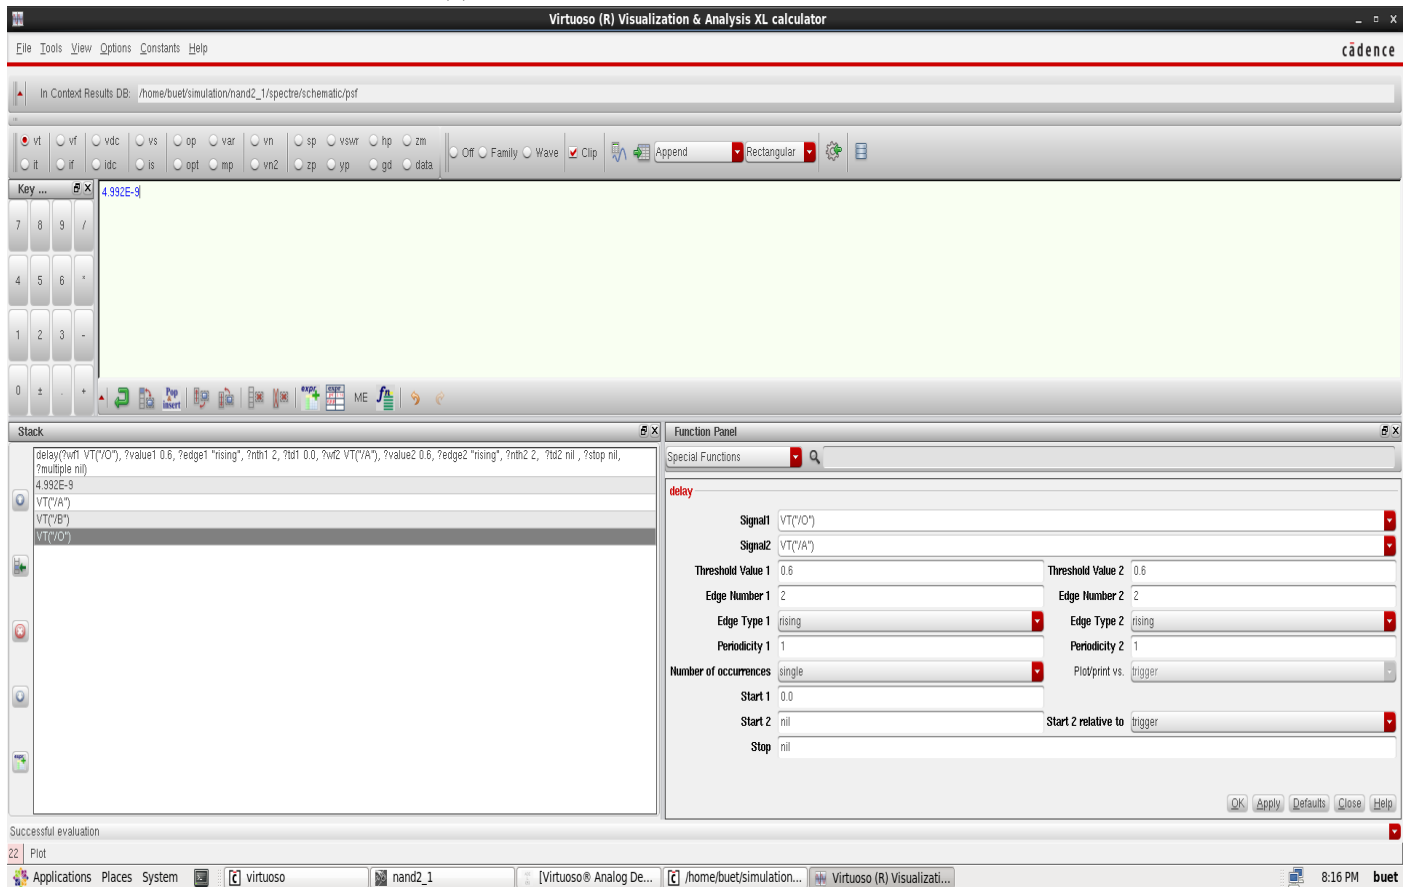 Virtuoso (R) Visualization & Analysis XL calculator
File Tools View Options Constants Help
cādence
In Context Results DB: /home/buet/simulation/nand2_1/spectre/schematic/psf
vt vf vdc vs op var vn sp vswr hp zm
it if idc is opt mp vn2 zp yp gd data
Off Family Wave Clip Append Rectangular
Key ...
4.992E-9
7 8 9 /
4 5 6 *
1 2 3 -
0 ± . +
Pop insert expr expr ME fn
Stack
delay(?wf1 VT("/O"), ?value1 0.6, ?edge1 "rising", ?nth1 2, ?td1 0.0, ?wf2 VT("/A"), ?value2 0.6, ?edge2 "rising", ?nth2 2, ?td2 nil , ?stop nil,
?multiple nil)
4.992E-9
VT("/A")
VT("/B")
VT("/O")
Function Panel
Special Functions
delay
Signal1 VT("/O")
Signal2 VT("/A")
Threshold Value 1 0.6 Threshold Value 2 0.6
Edge Number 1 2 Edge Number 2 2
Edge Type 1 rising Edge Type 2 rising
Periodicity 1 1 Periodicity 2 1
Number of occurrences single Plot/print vs. trigger
Start 1 0.0
Start 2 nil Start 2 relative to trigger
Stop nil
OK Apply Defaults Close Help
Successful evaluation
22 Plot
Applications Places System virtuoso nand2_1 [Virtuoso® Analog De... /home/buet/simulation... Virtuoso (R) Visualizati... 8:16 PM buet